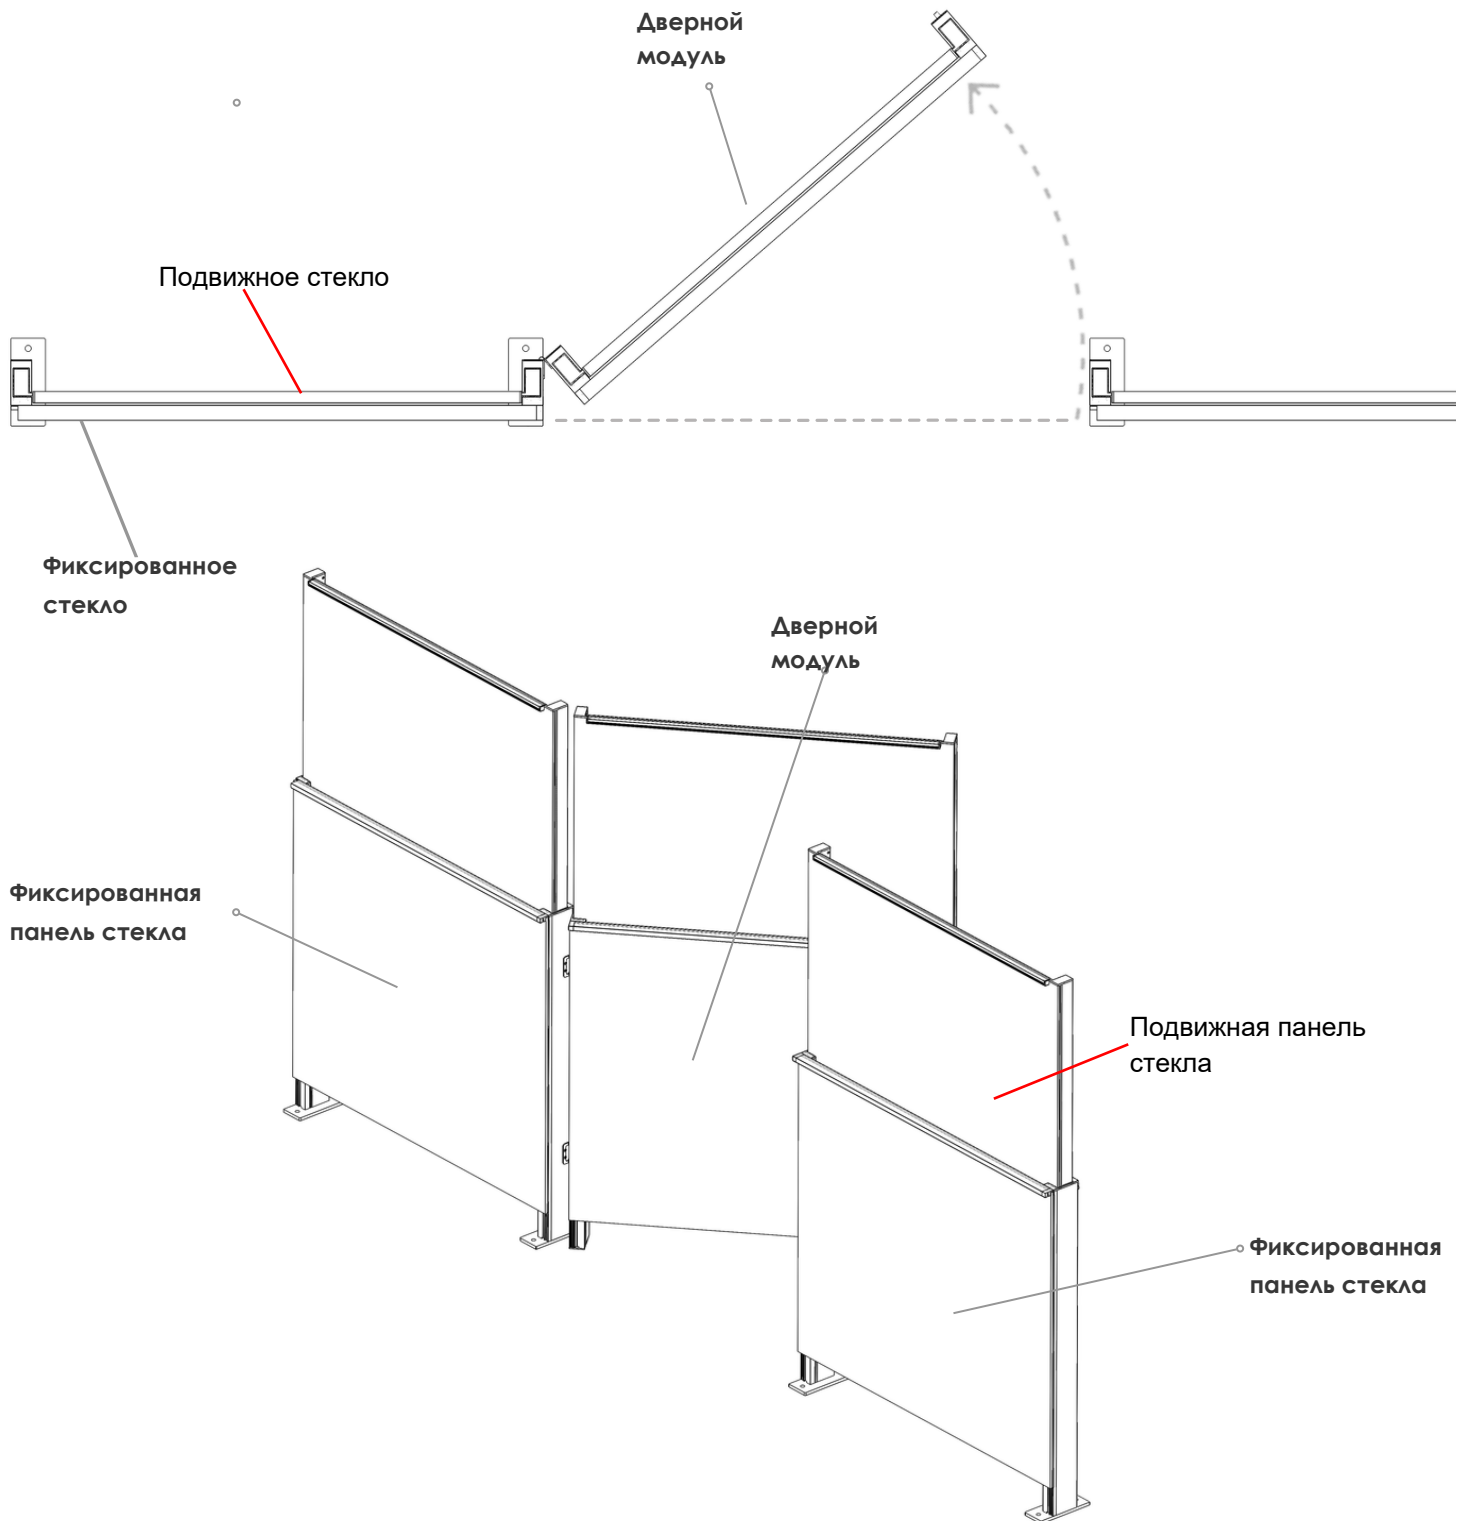 Дверной
модуль
Подвижное стекло
Фиксированное
стекло
Дверной
модуль
Фиксированная
панель стекла
Подвижная панель
стекла
Фиксированная
панель стекла